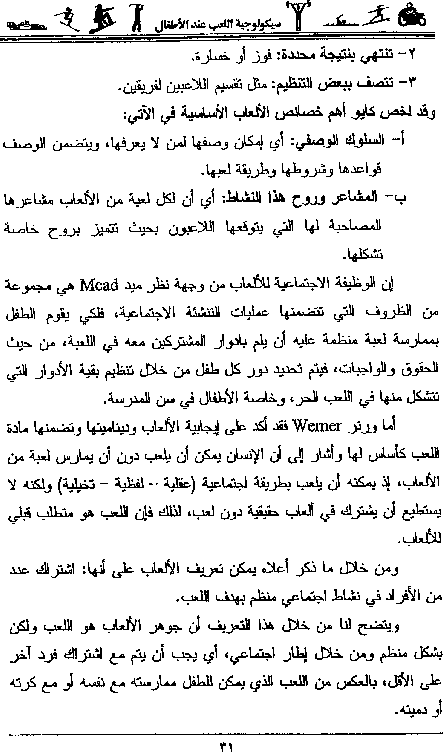 سيكولوجية اللعب عند الأطفال
٢- تنتهي بنتيجة محددة: فوز أو خسارة.
٣- تتصف ببعض التنظيم: مثل تقسيم اللاعبين لفريقين.
وقد لخص كايو أهم خصائص الألعاب الأساسية في الآتي:
أ- السلوك الوصفي: أي إمكان وصفها لمن لا يعرفها، ويتضمن الوصف
قواعدها وشروطها وطريقة لعبها.
ب- المشاعر وروح هذا النشاط: أي أن لكل لعبة من الألعاب مشاعرها
المصاحبة لها التي يتوقعها اللاعبون بحيث تتميز بروح خاصة
تشكلها.
إن الوظيفة الاجتماعية للألعاب من وجهة نظر ميد Mcad هي مجموعة
من الظروف التي تتضمنها عمليات التنشئة الاجتماعية، فلكي يقوم الطفل
بممارسة لعبة منظمة عليه أن يلم بأدوار المشتركين معه في اللعبة، من حيث
الحقوق والواجبات، فيتم تحديد دور كل طفل من خلال تنظيم بقية الأدوار التي
تتشكل منها في اللعب الحر، وخاصة الأطفال في سن المدرسة.
أما ورنر Werner فقد أكد على إيجابية الألعاب وديناميتها وتضمنها مادة
اللعب كأساس لها وأشار إلى أن الإنسان يمكن أن يلعب دون أن يمارس لعبة من
الألعاب، إذ يمكنه أن يلعب بطريقة اجتماعية (عقلية -- لفظية – تخيلية) ولكنه لا
يستطيع أن يشترك في ألعاب حقيقية دون لعب، لذلك فإن اللعب هو متطلب قبلي
للألعاب.
ومن خلال ما ذكر أعلاه يمكن تعريف الألعاب على أنها: اشتراك عدد
من الأفراد في نشاط اجتماعي منظم بهدف اللعب.
ويتضح لنا من خلال هذا التعريف أن جوهر الألعاب هو اللعب ولكن
بشكل منظم ومن خلال إطار اجتماعي، أي يجب أن يتم مع اشتراك فرد آخر
على الأقل، بالعكس من اللعب الذي يمكن للطفل ممارسته مع نفسه أو مع كرته
أو دميته.
٣١